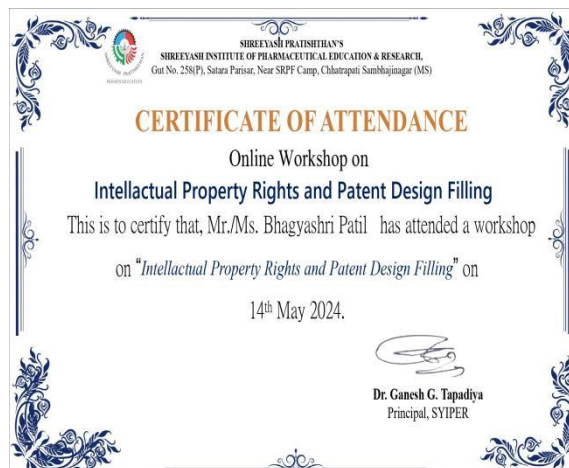 SHREEYASH PRATISHTHAN'S
SHREEYASH INSTITUTE OF PHARMACEUTICAL EDUCATION & RESEARCH,
Gut No. 258(P), Satara Parisar, Near SRPF Camp, Chhatrapati Sambhajinagar (MS)
CERTIFICATE OF ATTENDANCE
Online Workshop on
Intellactual Property Rights and Patent Design Filling
This is to certify that, Mr./Ms. Bhagyashri Patil has attended a workshop
on "Intellactual Property Rights and Patent Design Filling" on
14th May 2024.
Dr. Ganesh G. Tapadiya
Principal, SYIPER